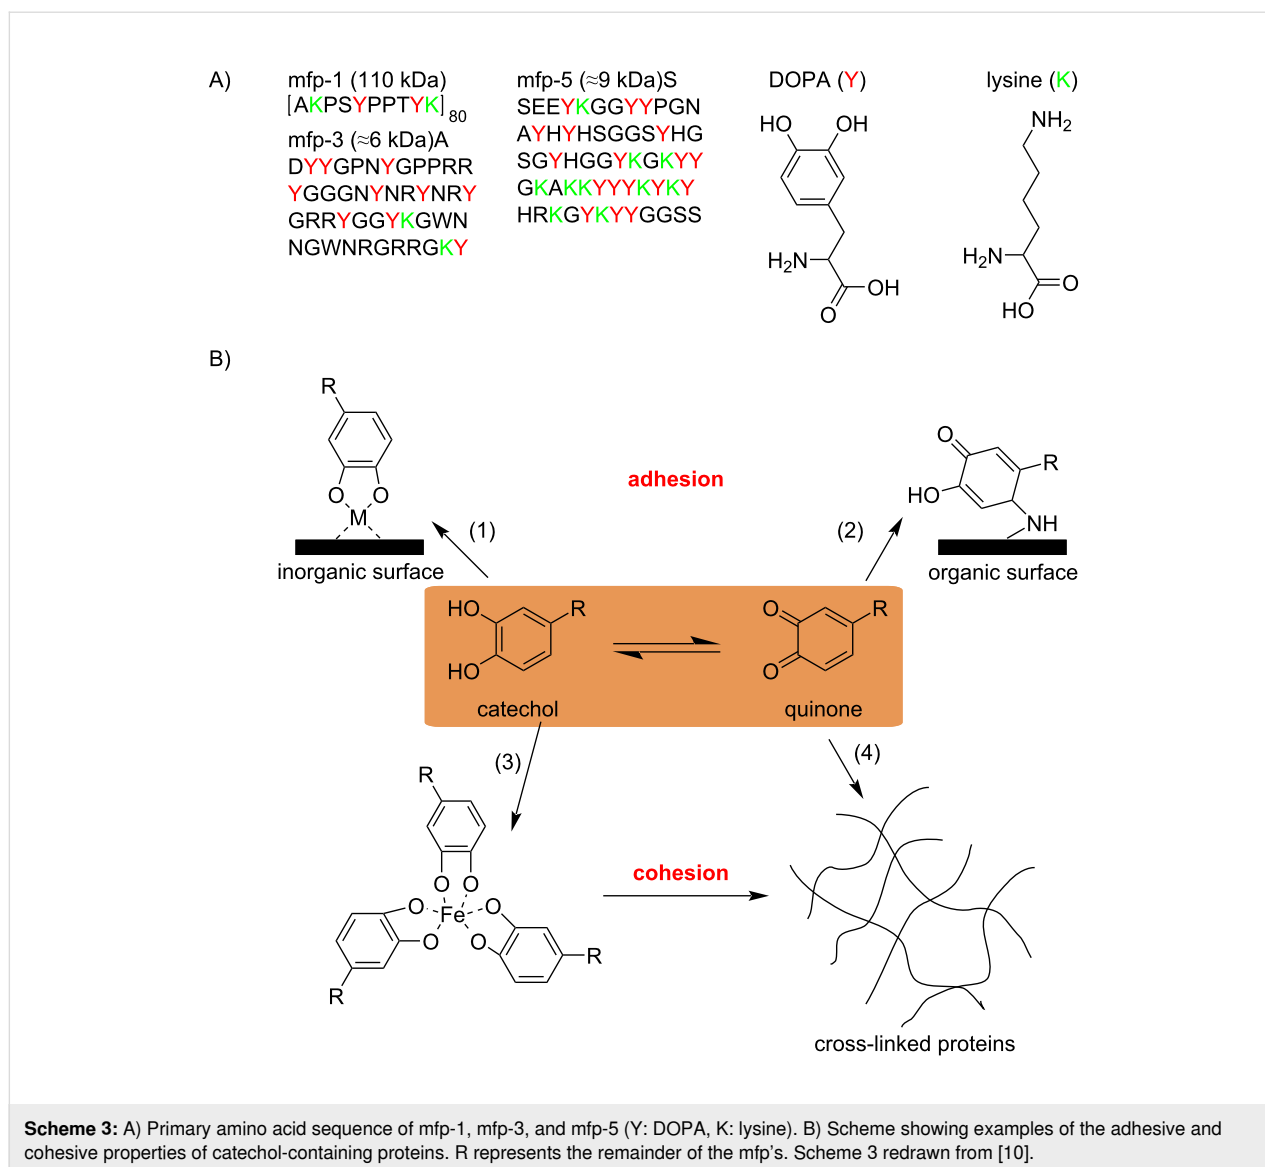 A)
mfp-1 (110 kDa)
[AKPSYPPTYK]80
mfp-3 (≈6 kDa)A
DYYGPNYGPPRR
YGGGNYNRYNRY
GRRYGGYKGWN
NGWNRGRRGKY
mfp-5 (≈9 kDa)S
SEEYKGGYYPGN
AYHYHSGGSYHG
SGYHGGYKGKYY
GKAKKYYYKYKY
HRKGYKYYGGSS
DOPA (Y)
HO
OH
H2N
OH
O
lysine (K)
NH2
H2N
O
HO
B)
R
O
O
M
inorganic surface
(1)
adhesion
(2)
O
R
HO
NH
organic surface
HO
R
HO
catechol
O
R
O
quinone
(3)
(4)
R
O
O
O
Fe
O
O
O
R
R
cohesion
cross-linked proteins
Scheme 3: A) Primary amino acid sequence of mfp-1, mfp-3, and mfp-5 (Y: DOPA, K: lysine). B) Scheme showing examples of the adhesive and
cohesive properties of catechol-containing proteins. R represents the remainder of the mfp's. Scheme 3 redrawn from [10].